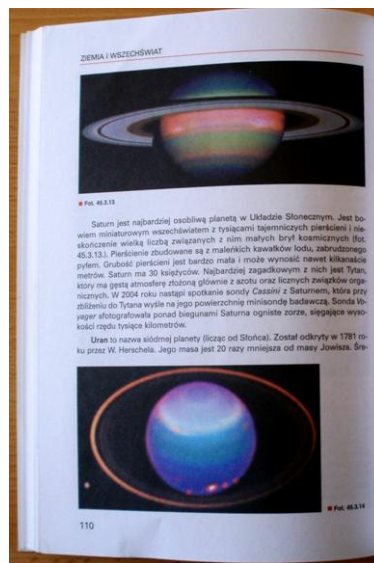 ZIEMIA I WSZECHŚWIAT
Fot. 45.3.13
Saturn jest najbardziej osobliwą planetą w Układzie Słonecznym. Jest bo-
wiem miniaturowym wszechświatem z tysiącami tajemniczych pierścieni i nie-
skończenie wielką liczbą związanych z nim małych brył kosmicznych (fot.
45.3.13.). Pierścienie zbudowane są z maleńkich kawałków lodu, zabrudzonego
pyłem. Grubość pierścieni jest bardzo mała i może wynosić nawet kilkanaście
metrów. Saturn ma 30 księżyców. Najbardziej zagadkowym z nich jest Tytan,
który ma gęstą atmosferę złożoną głównie z azotu oraz licznych związków orga-
nicznych. W 2004 roku nastąpi spotkanie sondy Cassini z Saturnem, która przy
zbliżeniu do Tytana wyśle na jego powierzchnię minisondę badawczą. Sonda Vo-
yager sfotografowała ponad biegunami Saturna ogniste zorze, sięgające wyso-
kości rzędu tysiące kilometrów.
Uran to nazwa siódmej planety (licząc od Słońca). Został odkryty w 1781 ro-
ku przez W. Herschela. Jego masa jest 20 razy mniejsza od masy Jowisza. Śre-
Fot. 45.3.14
110